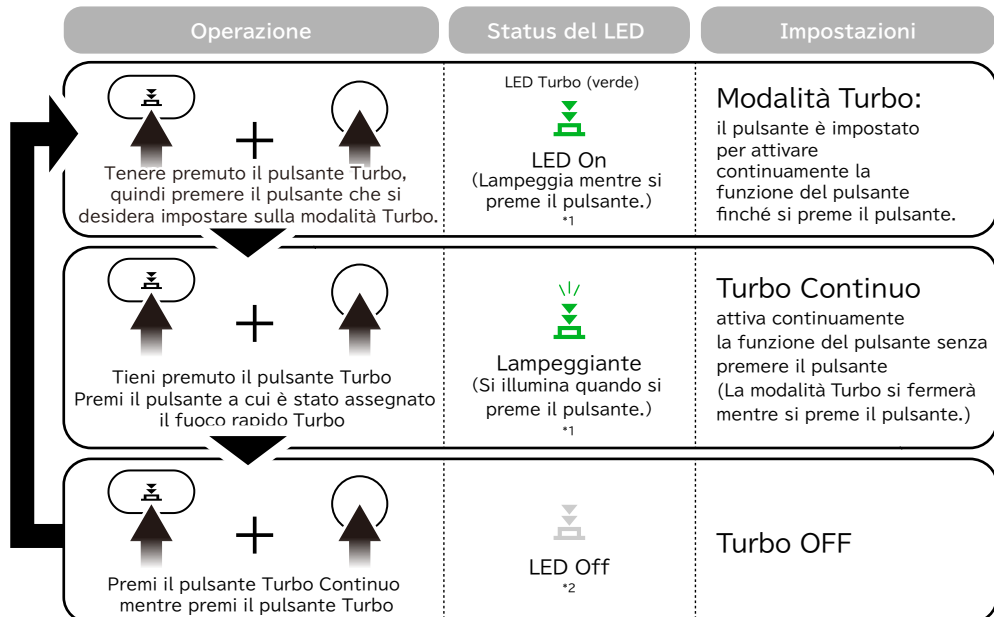 Operazione
Status del LED
Impostazioni
Tenere premuto il pulsante Turbo,
quindi premere il pulsante che si
desidera impostare sulla modalità Turbo.
LED Turbo (verde)
LED On
(Lampeggia mentre si
preme il pulsante.)
*1
Modalità Turbo:
il pulsante è impostato
per attivare
continuamente la
funzione del pulsante
finché si preme il pulsante.
Tieni premuto il pulsante Turbo
Premi il pulsante a cui è stato assegnato
il fuoco rapido Turbo
Lampeggiante
(Si illumina quando si
preme il pulsante.)
*1
Turbo Continuo
attiva continuamente
la funzione del pulsante senza
premere il pulsante
(La modalità Turbo si fermerà
mentre si preme il pulsante.)
Premi il pulsante Turbo Continuo
mentre premi il pulsante Turbo
LED Off
*2
Turbo OFF